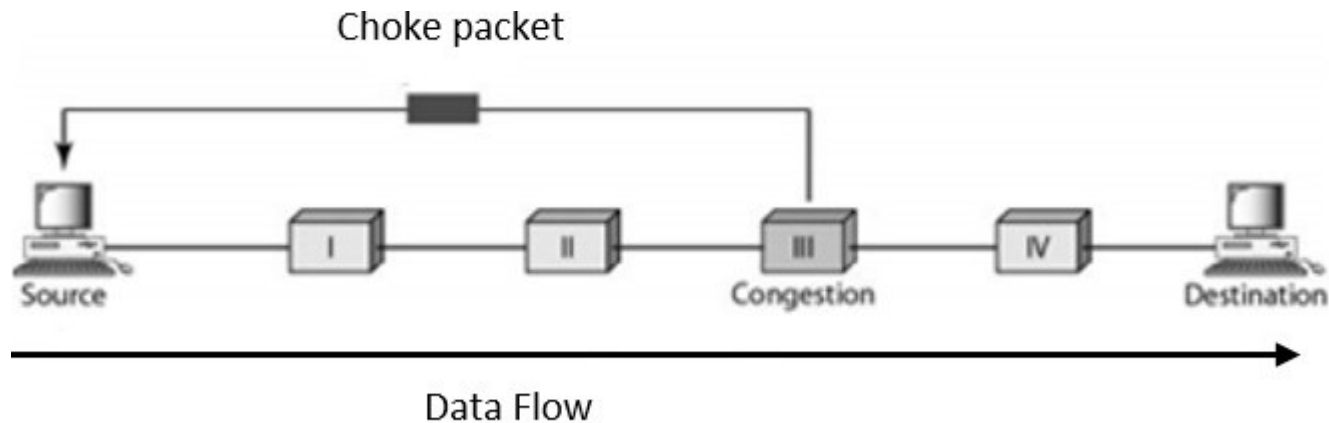 Choke packet
I
II
III
IV
Source
Congestion
Destination
Data Flow